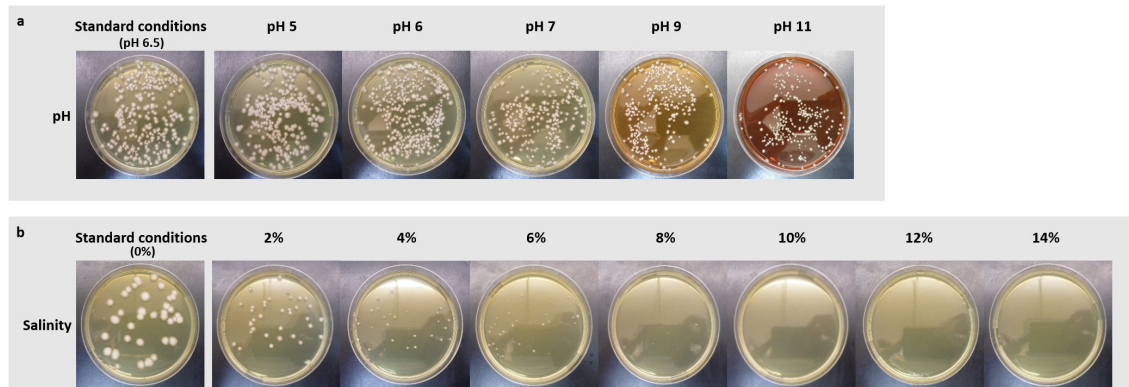 a
Standard conditions
(pH 6.5)
pH 5
pH 6
pH 7
pH 9
pH 11
pH
b
Standard conditions
(0%)
2%
4%
6%
8%
10%
12%
14%
Salinity